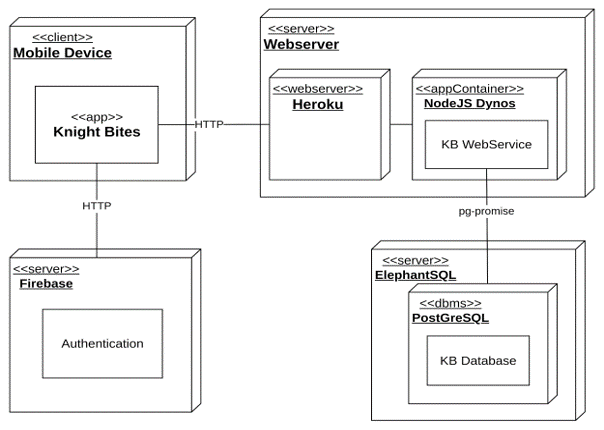 <<client>>
Mobile Device
<<app>>
Knight Bites
HTTP
<<server>>
Webserver
<<webserver>>
Heroku
<<appContainer>>
NodeJS Dynos
KB WebService
HTTP
pg-promise
<<server>>
Firebase
Authentication
<<server>>
ElephantSQL
<<dbms>>
PostGreSQL
KB Database